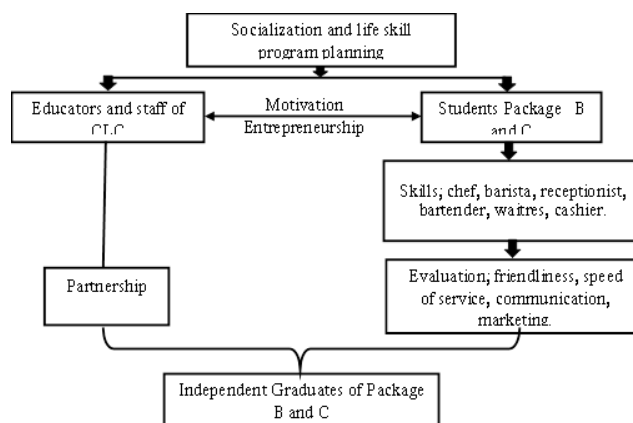 Socialization and life skill
program planning
Educators and staff of
CLC
Motivation
Entrepreneurship
Students Package B
and C
Skills; chef, barista, receptionist,
bartender, waitres, cashier.
Partnership
Evaluation; friendliness, speed
of service, communication,
marketing.
Independent Graduates of Package
B and C